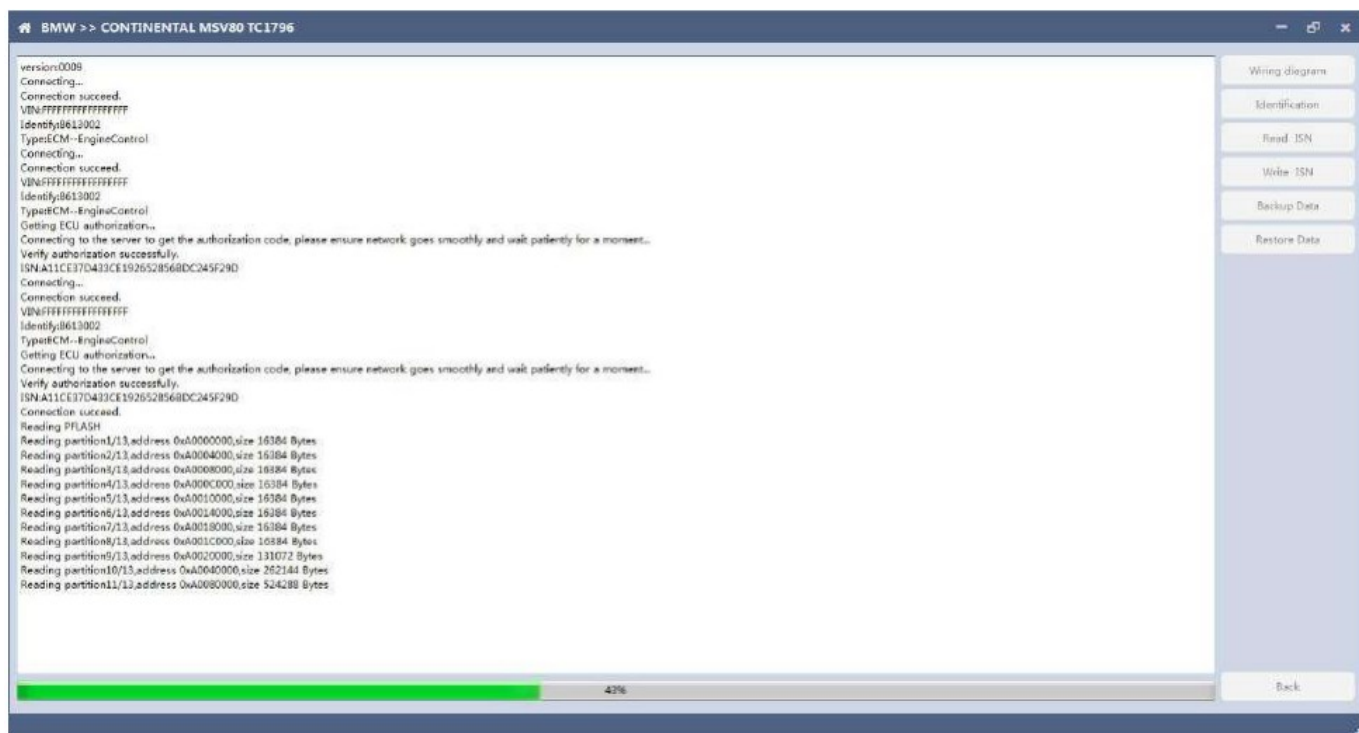 BMW >> CONTINENTAL MSV80 TC1796
version:0009
Connecting...
Connection succeed.
VIN:FFFFFFFFFFFFFFFFF
Identify:8613002
Type:ECM--EngineControl
Connecting...
Connection succeed.
VIN:FFFFFFFFFFFFFFFFF
Identify:8613002
Type:ECM--EngineControl
Getting ECU authorization...
Connecting to the server to get the authorization code, please ensure network goes smoothly and wait patiently for a moment...
Verify authorization successfully.
ISN:A11CE37D433CE1926528568DC245F29D
Connecting...
Connection succeed.
VIN:FFFFFFFFFFFFFFFFF
Identify:8613002
Type:ECM--EngineControl
Getting ECU authorization...
Connecting to the server to get the authorization code, please ensure network goes smoothly and wait patiently for a moment...
Verify authorization successfully.
ISN:A11CE37D433CE1926528568DC245F29D
Connection succeed.
Reading PFLASH
Reading partition1/13,address 0xA0000000,size 16384 Bytes
Reading partition2/13,address 0xA0004000,size 16384 Bytes
Reading partition3/13,address 0xA0008000,size 16384 Bytes
Reading partition4/13,address 0xA000C000,size 16384 Bytes
Reading partition5/13,address 0xA0010000,size 16384 Bytes
Reading partition6/13,address 0xA0014000,size 16384 Bytes
Reading partition7/13,address 0xA0018000,size 16384 Bytes
Reading partition8/13,address 0xA001C000,size 16384 Bytes
Reading partition9/13,address 0xA0020000,size 131072 Bytes
Reading partition10/13,address 0xA0040000,size 262144 Bytes
Reading partition11/13,address 0xA0080000,size 524288 Bytes
43%
Wiring diagram
Identification
Read ISN
Write ISN
Backup Data
Restore Data
Back